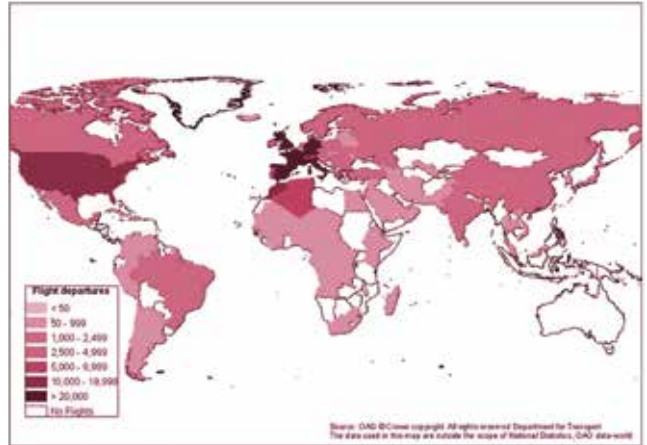 Flight departures
< 50
50 - 999
1,000 - 2,499
2,500 - 4,999
5,000 - 9,999
10,000 - 19,999
> 20,000
No Flights
Source: OAG © Crown copyright. All rights reserved Department for Transport
The data used in this map are outside the scope of National Statistics, OAG data-world